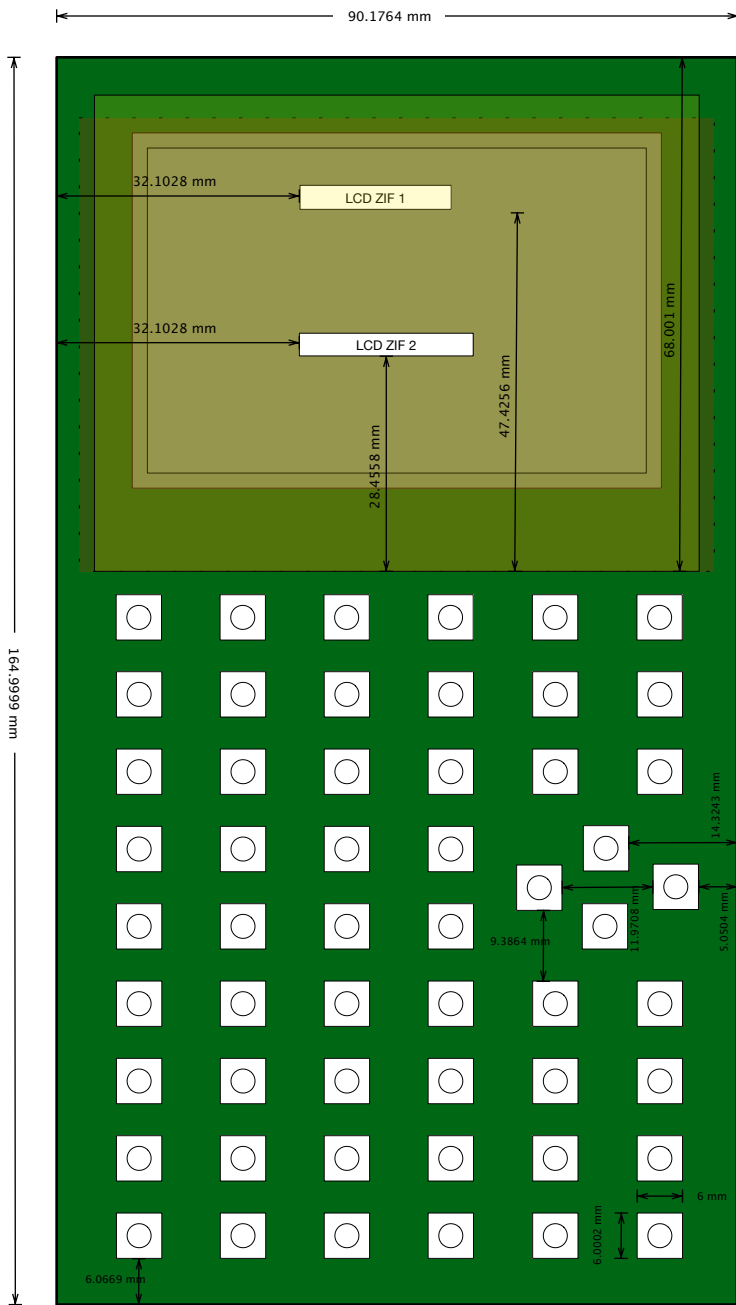 90.1764 mm
32.1028 mm
LCD ZIF 1
32.1028 mm
LCD ZIF 2
68.001 mm
47.4256 mm
28.4558 mm
164.9999 mm
14.3243 mm
11.9708 mm
5.0504 mm
9.3864 mm
6 mm
6.0002 mm
6.0669 mm